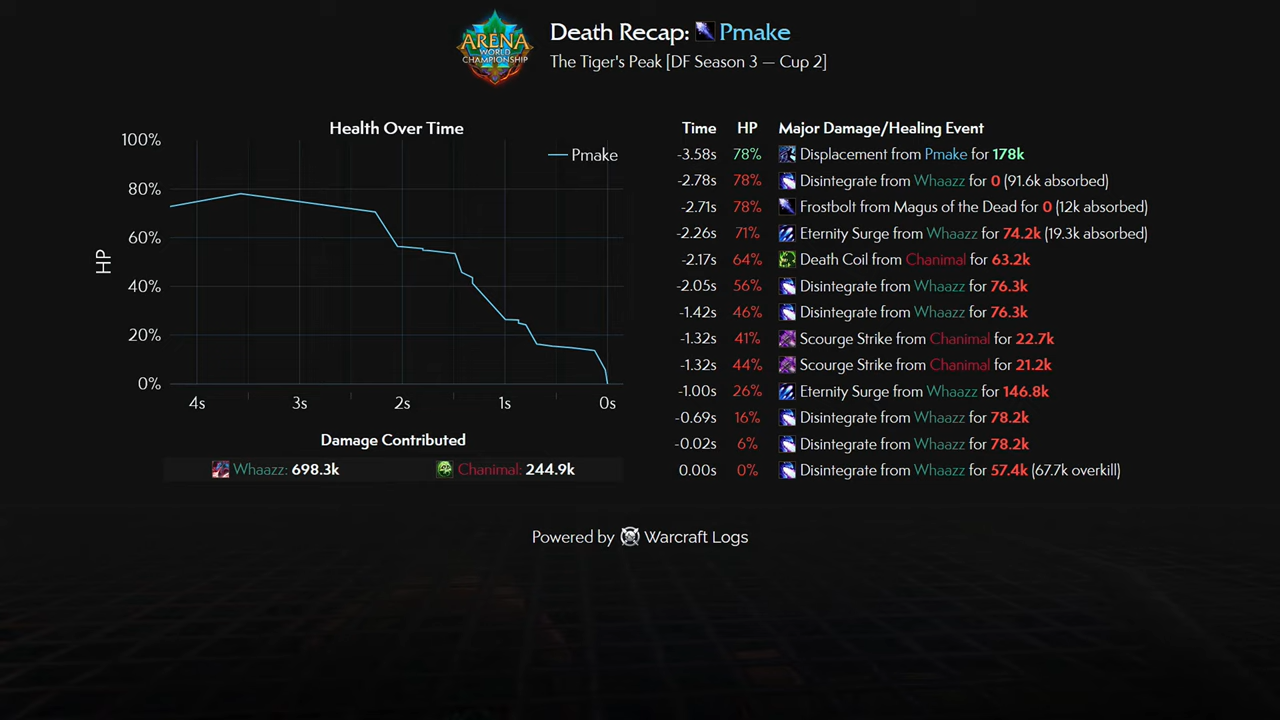 ARENA
WORLD
CHAMPIONSHIP
Death Recap: Pmake
The Tiger's Peak [DF Season 3 — Cup 2]
Health Over Time
100%
80%
60%
40%
20%
0%
HP
Pmake
4s 3s 2s 1s 0s
Damage Contributed
Whaazz: 698.3k Chanimal: 244.9k
Time HP Major Damage/Healing Event
-3.58s 78% Displacement from Pmake for 178k
-2.78s 78% Disintegrate from Whaazz for 0 (91.6k absorbed)
-2.71s 78% Frostbolt from Magus of the Dead for 0 (12k absorbed)
-2.26s 71% Eternity Surge from Whaazz for 74.2k (19.3k absorbed)
-2.17s 64% Death Coil from Chanimal for 63.2k
-2.05s 56% Disintegrate from Whaazz for 76.3k
-1.42s 46% Disintegrate from Whaazz for 76.3k
-1.32s 41% Scourge Strike from Chanimal for 22.7k
-1.32s 44% Scourge Strike from Chanimal for 21.2k
-1.00s 26% Eternity Surge from Whaazz for 146.8k
-0.69s 16% Disintegrate from Whaazz for 78.2k
-0.02s 6% Disintegrate from Whaazz for 78.2k
0.00s 0% Disintegrate from Whaazz for 57.4k (67.7k overkill)
Powered by Warcraft Logs